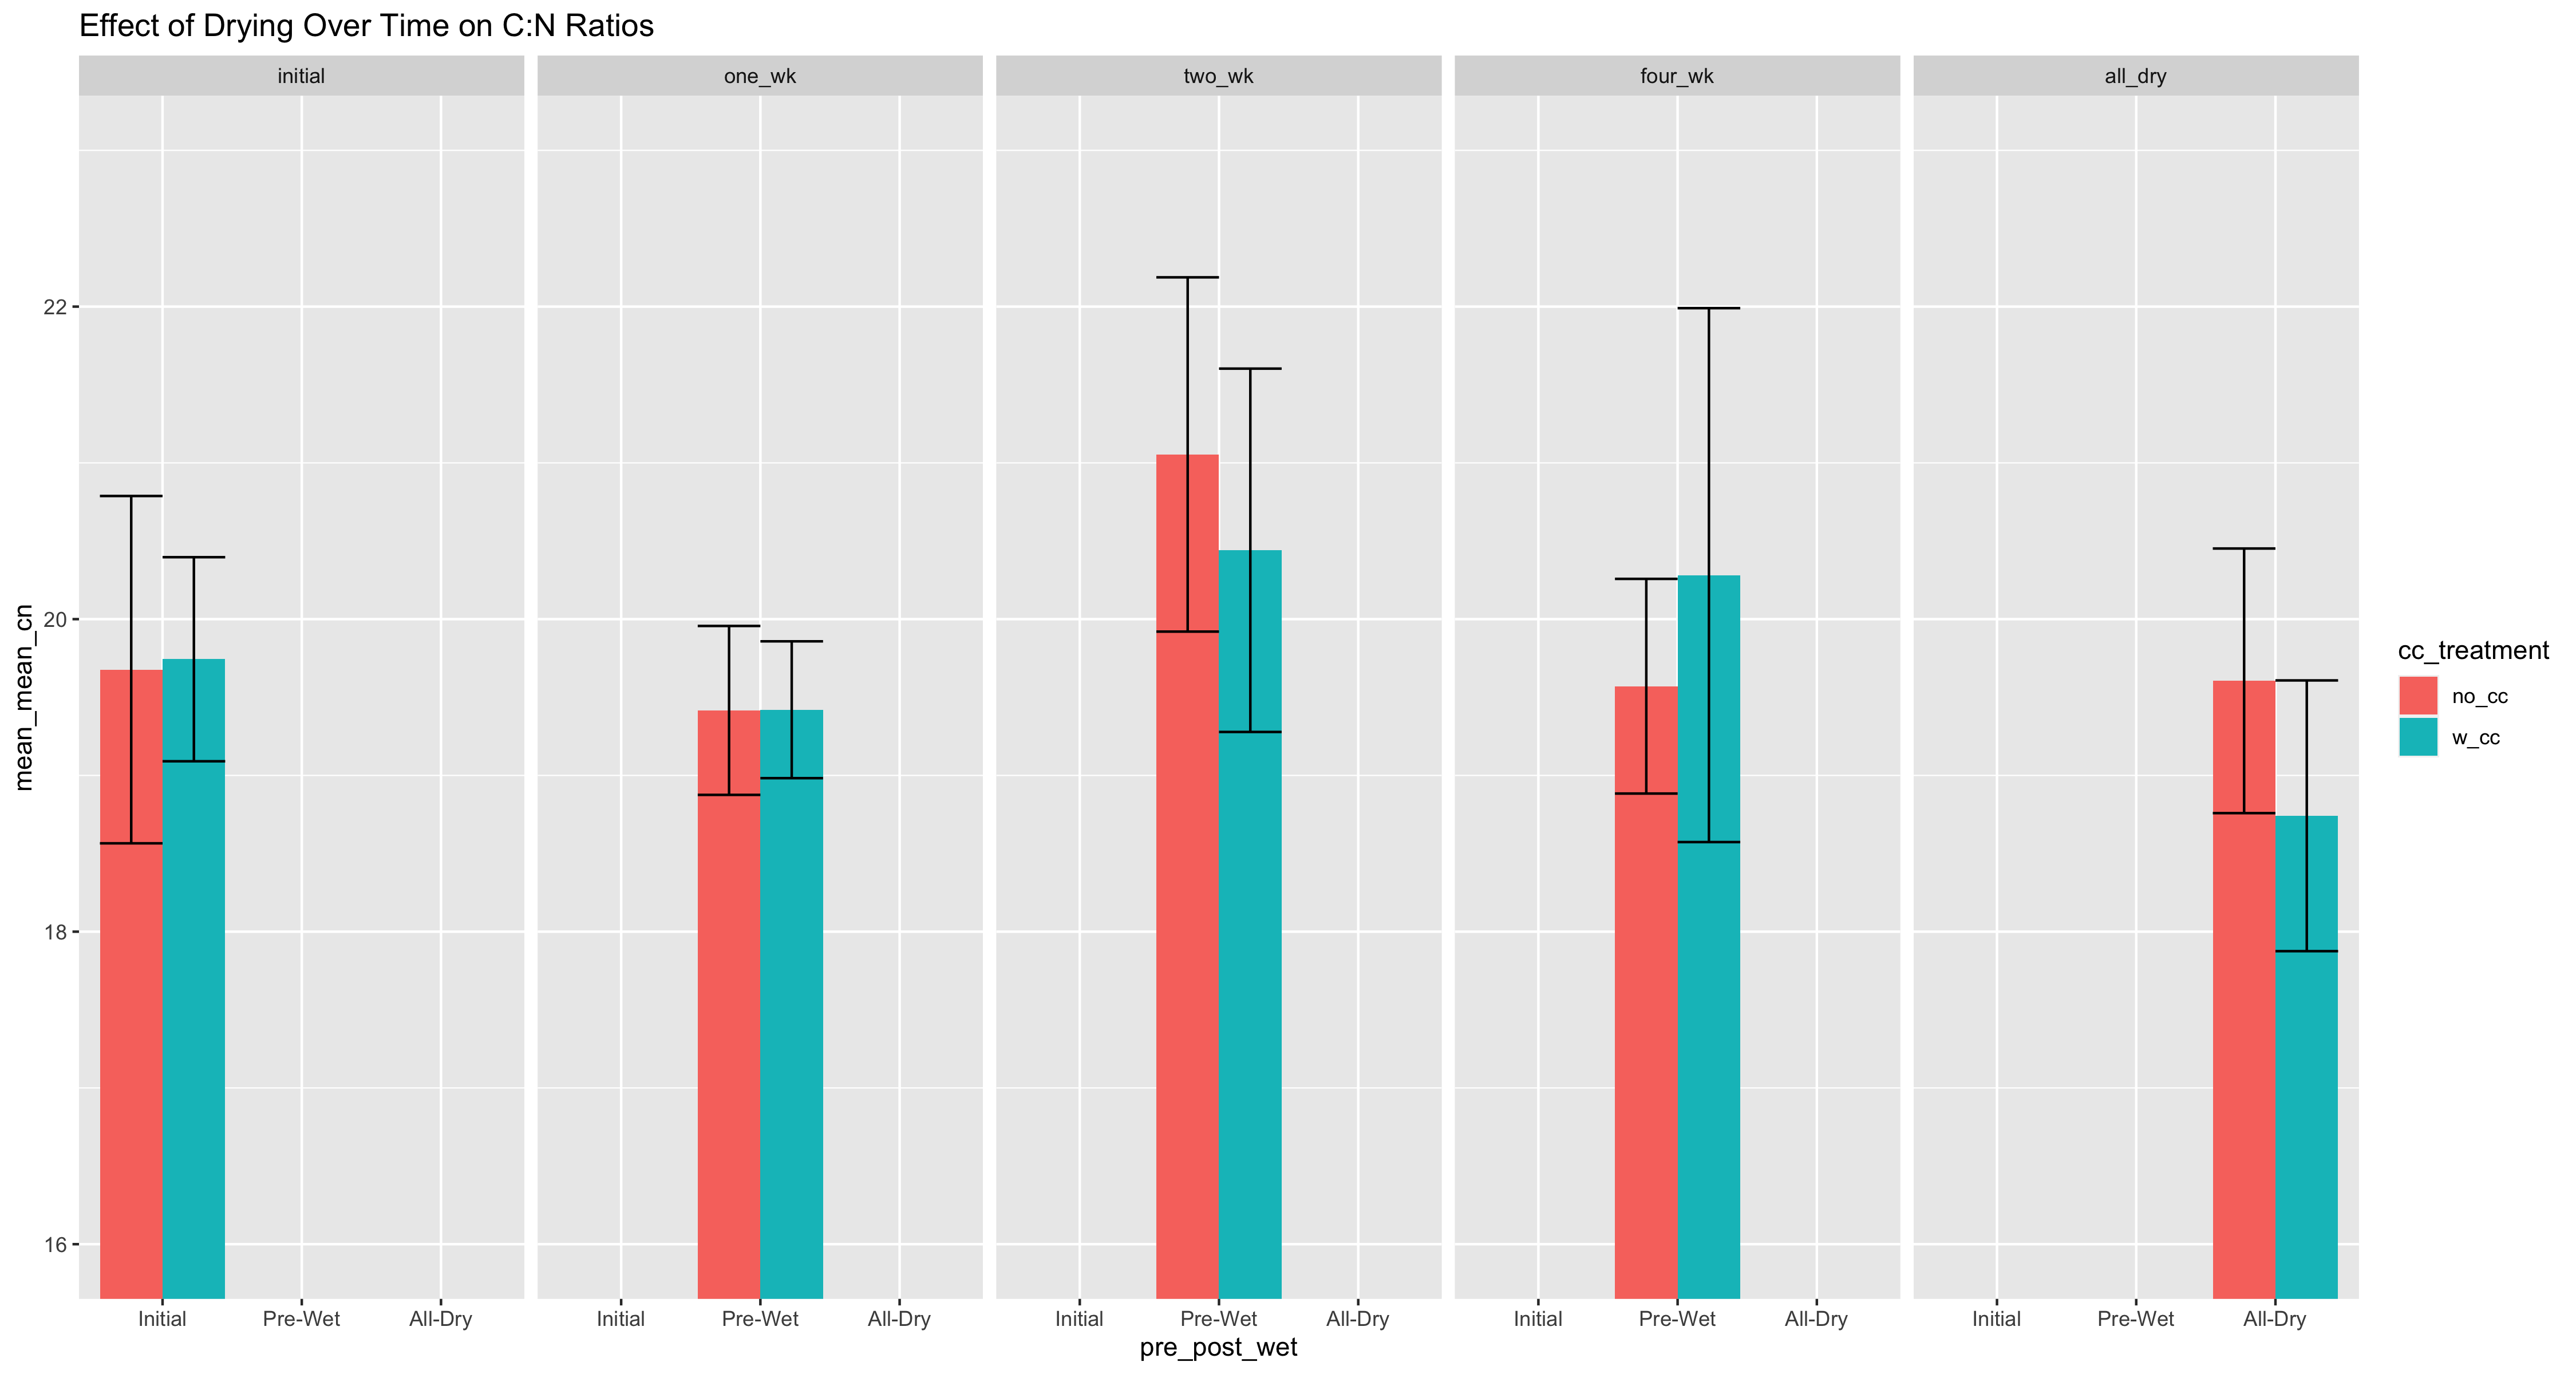 Effect of Drying Over Time on C:N Ratios
initial one_wk two_wk four_wk all_dry
mean_mean_cn
22
20
18
16
Initial Pre-Wet All-Dry Initial Pre-Wet All-Dry Initial Pre-Wet All-Dry Initial Pre-Wet All-Dry Initial Pre-Wet All-Dry
pre_post_wet
cc_treatment
no_cc
w_cc